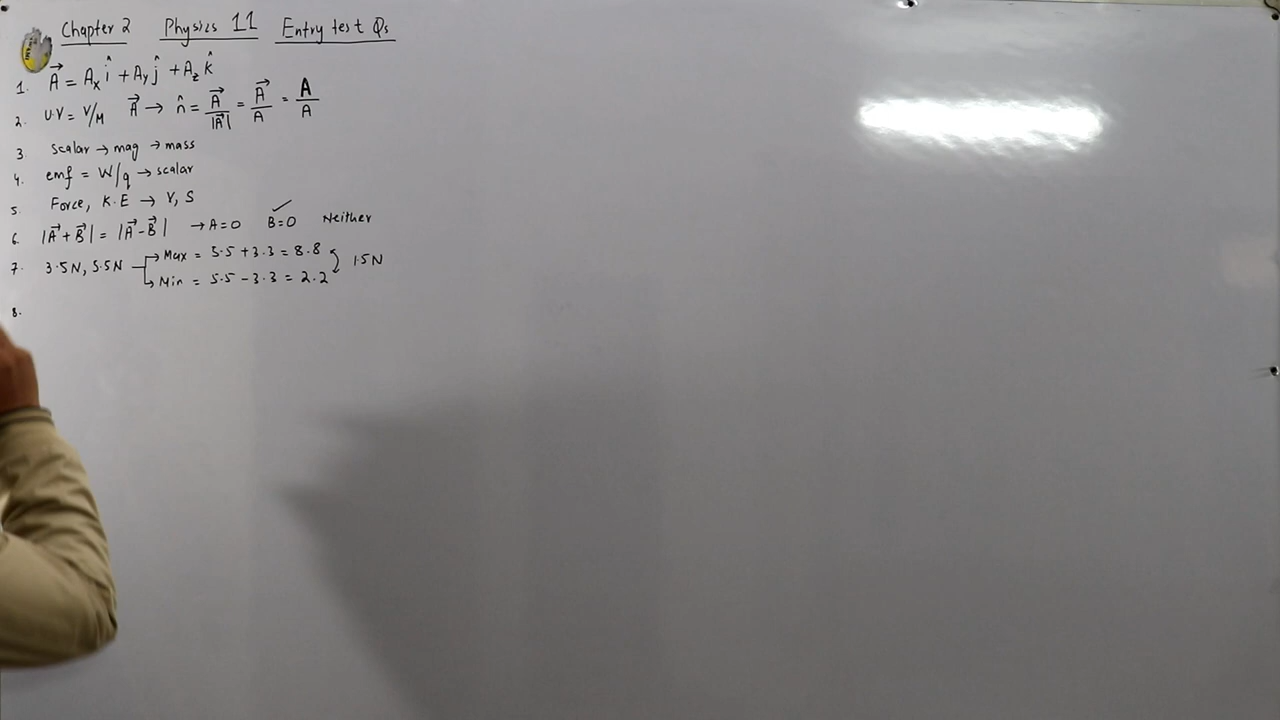 Chapter 2 Physics 11 Entry test Qs
1. A⃗ = Aₓ î + Aᵧ ĵ + A_z k̂
2. U.V = V/M A⃗ → n̂ = A⃗/|A⃗| = A⃗/A = A/A
3. Scalar → mag → mass
4. emf = W/q → scalar
5. Force, K.E → V, S
6. |A⃗+B⃗| = |A⃗-B⃗| → A=0 B=0 ✓ Neither
7. 3.5N, 5.5N → Max = 5.5 + 3.3 = 8.8 1.5N
→ Min = 5.5 - 3.3 = 2.2
8.